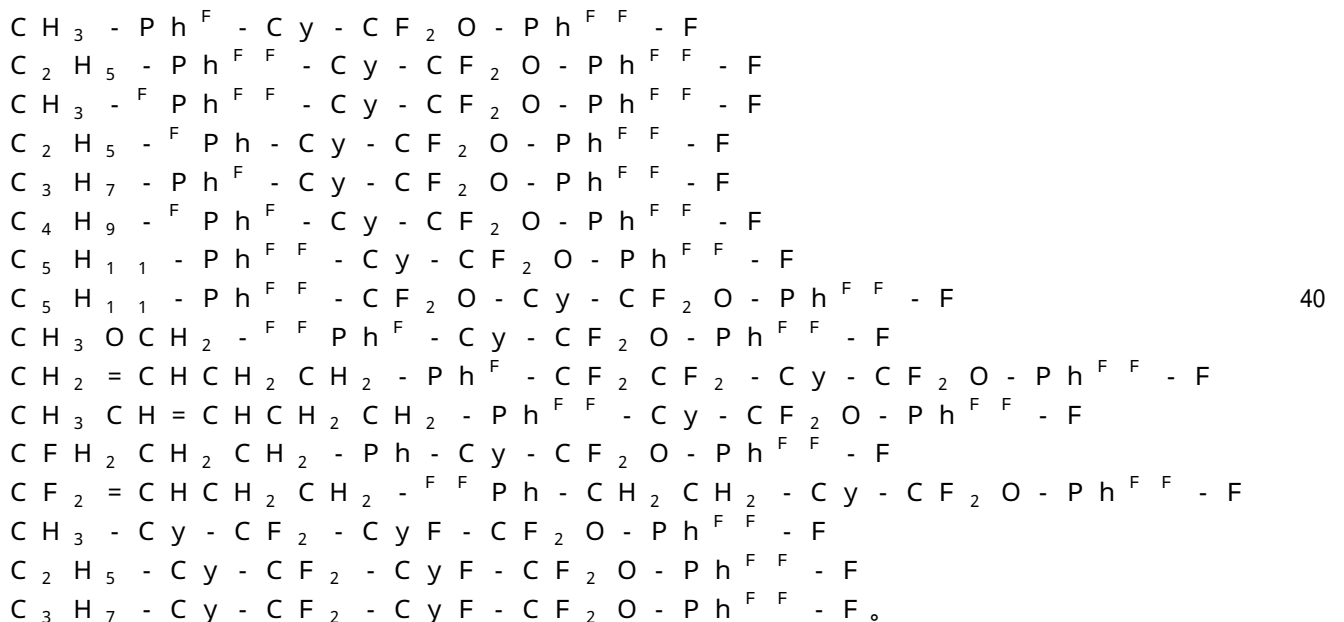 CH₃-Phᶠ-Cy-CF₂O-Phᶠᶠ-F
C₂H₅-Phᶠᶠ-Cy-CF₂O-Phᶠᶠ-F
CH₃-ᶠPhᶠᶠ-Cy-CF₂O-Phᶠᶠ-F
C₂H₅-ᶠPh-Cy-CF₂O-Phᶠᶠ-F
C₃H₇-Phᶠ-Cy-CF₂O-Phᶠᶠ-F
C₄H₉-ᶠPhᶠ-Cy-CF₂O-Phᶠᶠ-F
C₅H₁₁-Phᶠᶠ-Cy-CF₂O-Phᶠᶠ-F
C₅H₁₁-Phᶠᶠ-CF₂O-Cy-CF₂O-Phᶠᶠ-F 40
CH₃OCH₂-ᶠᶠPhᶠ-Cy-CF₂O-Phᶠᶠ-F
CH₂=CHCH₂CH₂-Phᶠ-CF₂CF₂-Cy-CF₂O-Phᶠᶠ-F
CH₃CH=CHCH₂CH₂-Phᶠᶠ-Cy-CF₂O-Phᶠᶠ-F
CFH₂CH₂CH₂-Ph-Cy-CF₂O-Phᶠᶠ-F
CF₂=CHCH₂CH₂-ᶠᶠPh-CH₂CH₂-Cy-CF₂O-Phᶠᶠ-F
CH₃-Cy-CF₂-CyF-CF₂O-Phᶠᶠ-F
C₂H₅-Cy-CF₂-CyF-CF₂O-Phᶠᶠ-F
C₃H₇-Cy-CF₂-CyF-CF₂O-Phᶠᶠ-F。